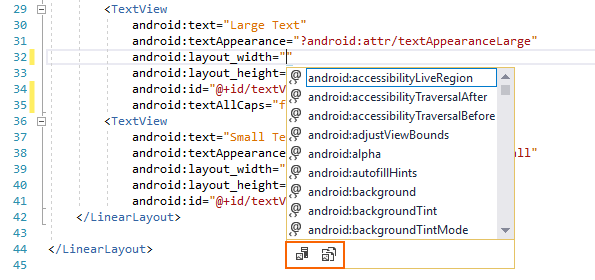 29 <TextView
30 android:text="Large Text"
31 android:textAppearance="?android:attr/textAppearanceLarge"
32 android:layout_width=""
33 android:layout_height=
34 android:id="@+id/textV
35 android:textAllCaps="f
36 <TextView
37 android:text="Small Te
38 android:textAppearance all"
39 android:layout_width="
40 android:layout_height=
41 android:id="@+id/textV
42 </LinearLayout>
43
44 </LinearLayout>
45
android:accessibilityLiveRegion
android:accessibilityTraversalAfter
android:accessibilityTraversalBefore
android:adjustViewBounds
android:alpha
android:autofillHints
android:background
android:backgroundTint
android:backgroundTintMode